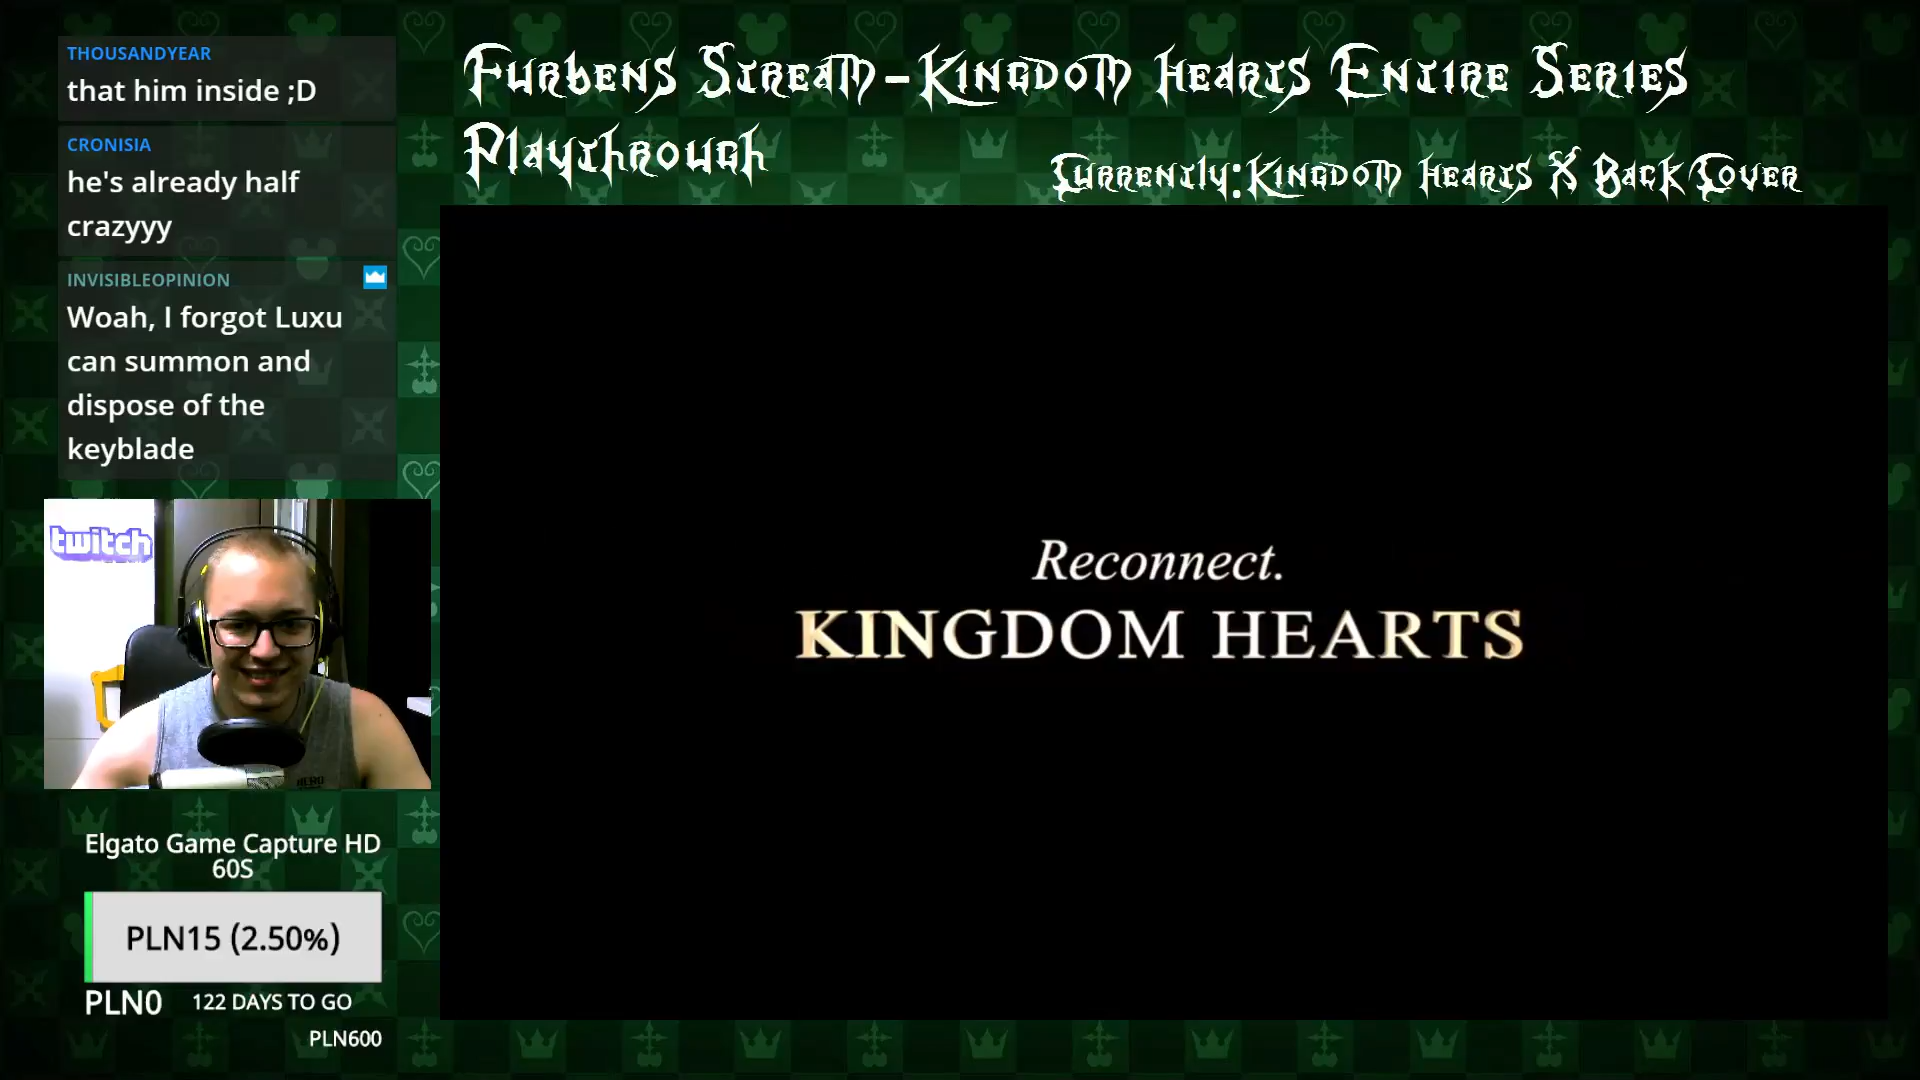 THOUSANDYEAR
that him inside ;D
CRONISIA
he's already half
crazyyy
INVISIBLEOPINION
Woah, I forgot Luxu
can summon and
dispose of the
keyblade
Furbens Stream-Kingdom Hearts Entire Series
Playthrough
Currently:Kingdom Hearts X Back Cover
Reconnect.
KINGDOM HEARTS
twitch
HERO
Elgato Game Capture HD
60S
PLN15 (2.50%)
PLN0 122 DAYS TO GO
PLN600